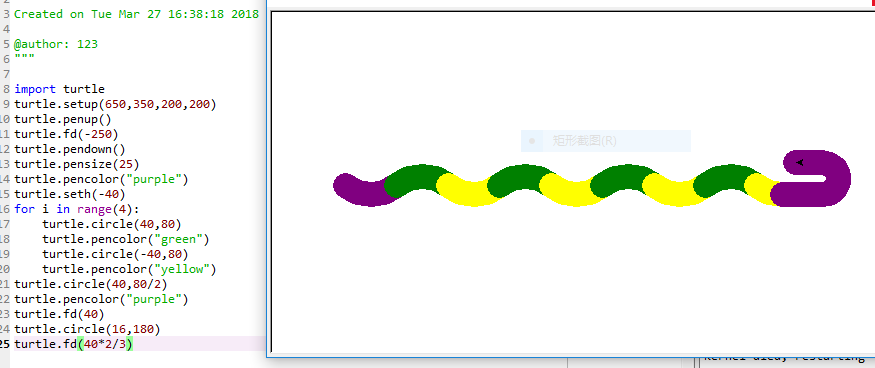 3 Created on Tue Mar 27 16:38:18 2018
4
5 @author: 123
6 """
7
8 import turtle
9 turtle.setup(650,350,200,200)
10 turtle.penup()
11 turtle.fd(-250)
12 turtle.pendown()
13 turtle.pensize(25)
14 turtle.pencolor("purple")
15 turtle.seth(-40)
16 for i in range(4):
17     turtle.circle(40,80)
18     turtle.pencolor("green")
19     turtle.circle(-40,80)
20     turtle.pencolor("yellow")
21 turtle.circle(40,80/2)
22 turtle.pencolor("purple")
23 turtle.fd(40)
24 turtle.circle(16,180)
25 turtle.fd(40*2/3)
矩形截图(R)
restarting